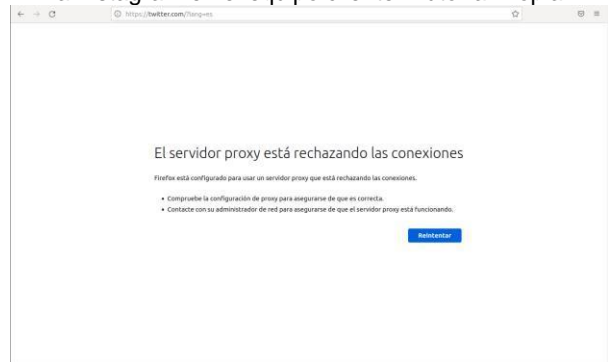 https://twitter.com/?lang=es
El servidor proxy está rechazando las conexiones
Firefox está configurado para usar un servidor proxy que está rechazando las conexiones.
• Compruebe la configuración de proxy para asegurarse de que es correcta.
• Contacte con su administrador de red para asegurarse de que el servidor proxy está funcionando.
Reintentar